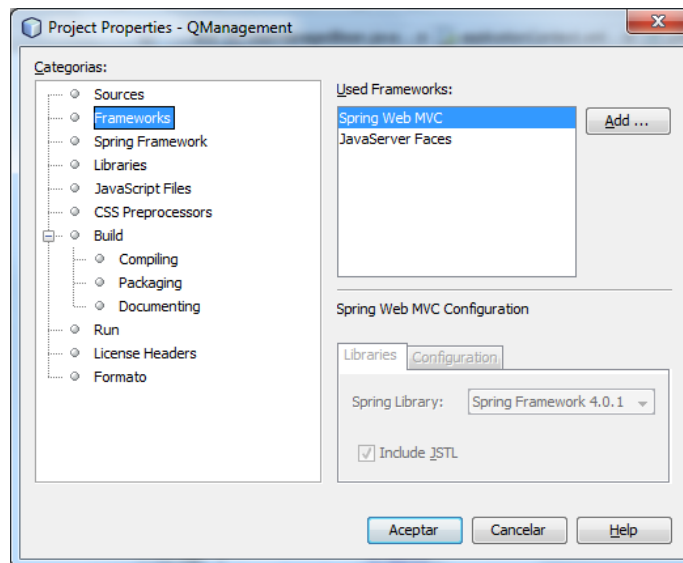 Project Properties - QManagement
Categorias:
Sources
Frameworks
Spring Framework
Libraries
JavaScript Files
CSS Preprocessors
Build
Compiling
Packaging
Documenting
Run
License Headers
Formato
Used Frameworks:
Spring Web MVC
JavaServer Faces
Add ...
Spring Web MVC Configuration
Libraries
Configuration
Spring Library:
Spring Framework 4.0.1
Include JSTL
Aceptar
Cancelar
Help